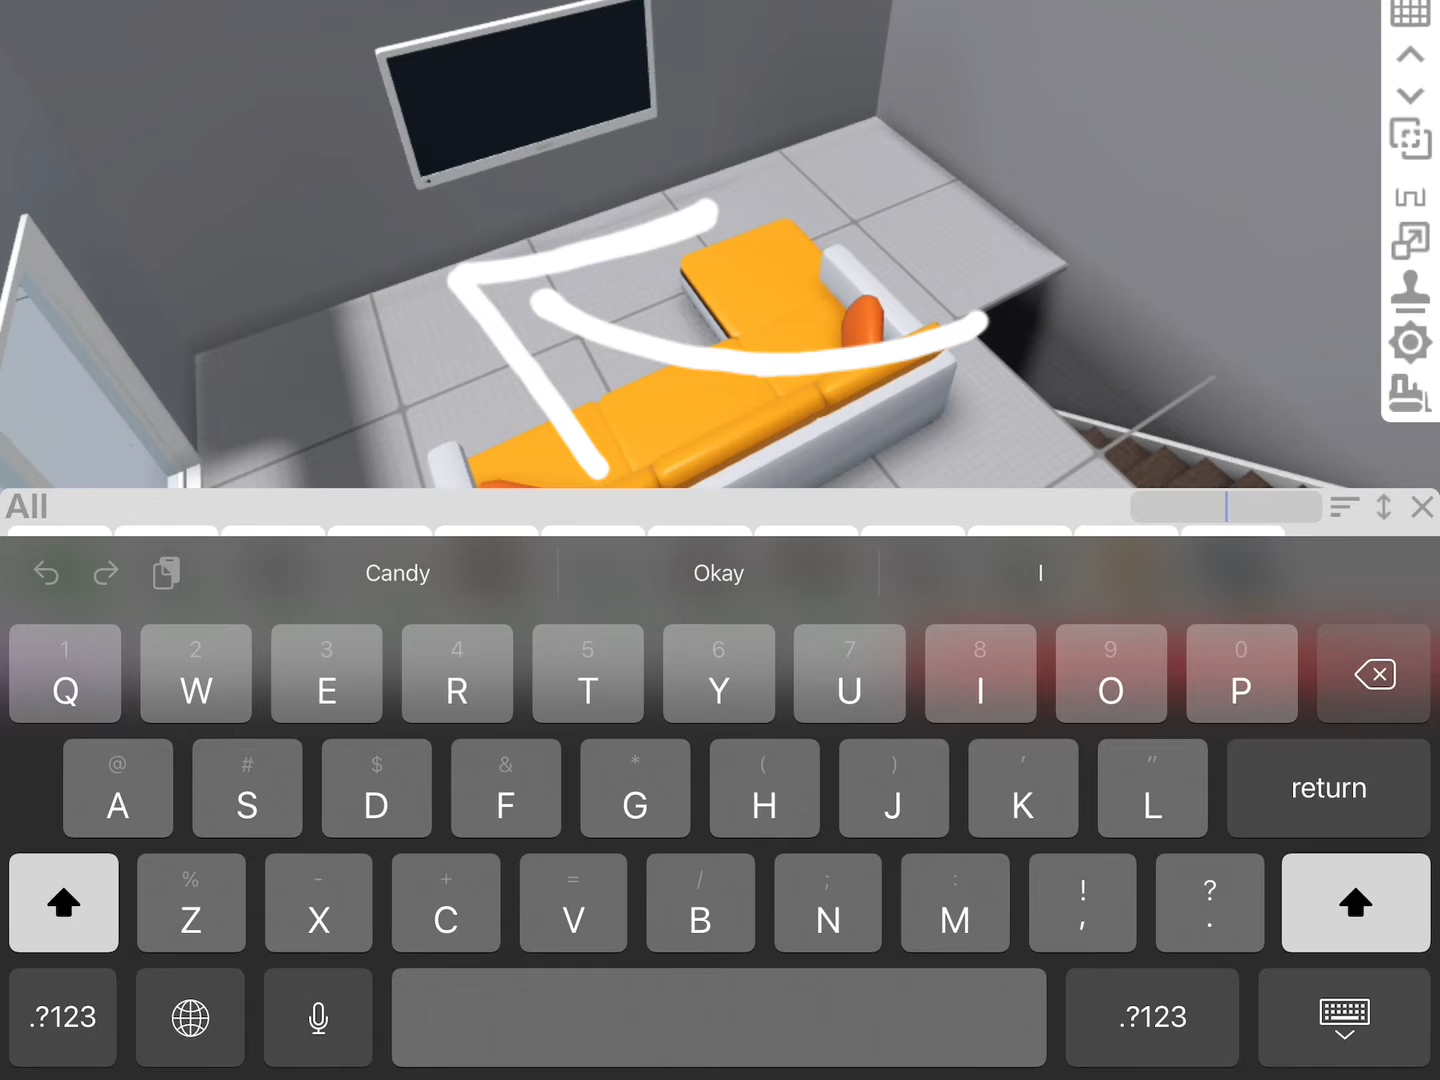 All
Candy Okay I
1 2 3 4 5 6 7 8 9 0
Q W E R T Y U I O P
@ # $ & * ( ) ' "
A S D F G H J K L return
% - + = / ; : ! ?
Z X C V B N M , .
.?123 .?123